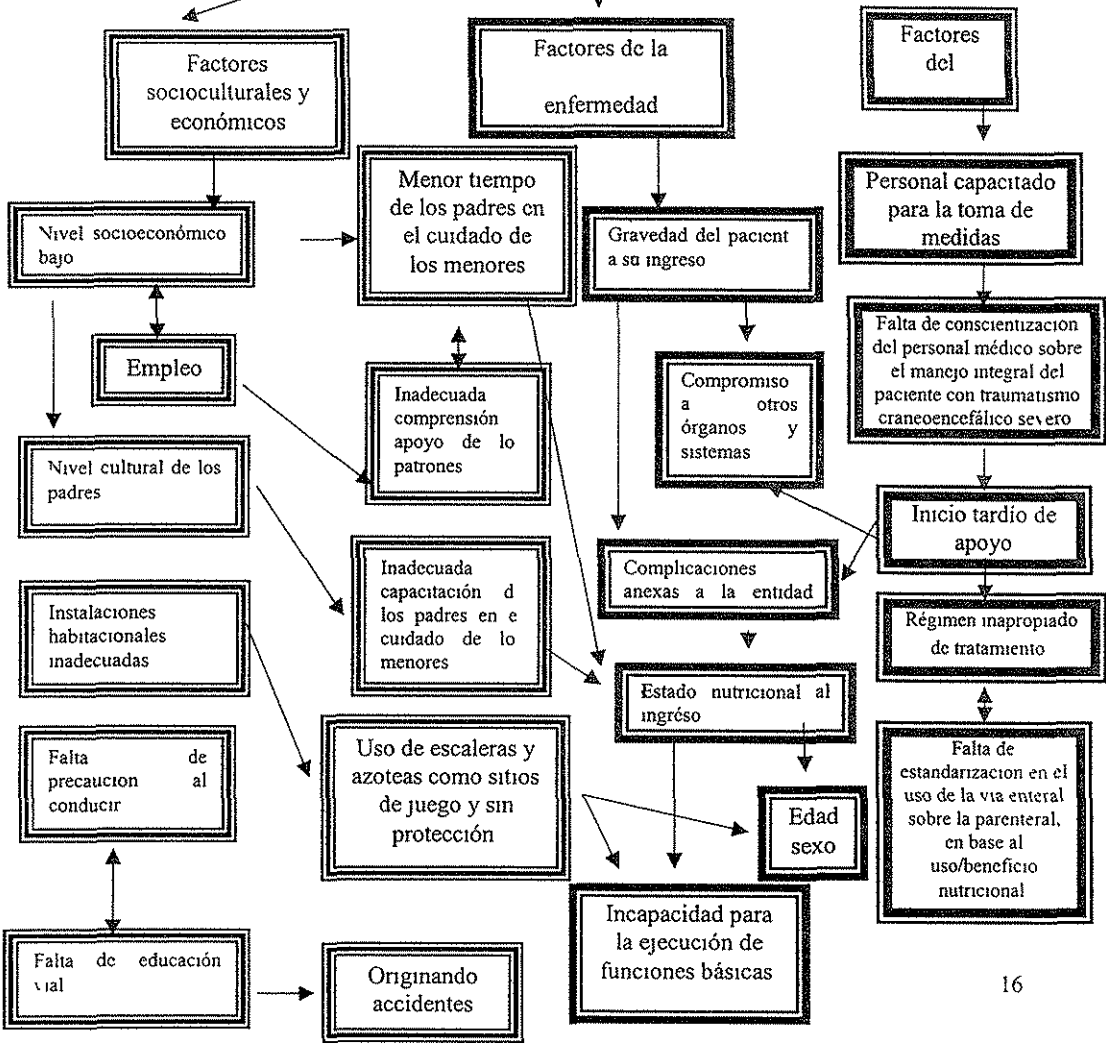 Factores
socioculturales y
económicos
Factores de la
enfermedad
Factores
del
Nivel socioeconómico
bajo
Menor tiempo
de los padres en
el cuidado de
los menores
Gravedad del pacient
a su ingreso
Personal capacitado
para la toma de
medidas
Empleo
Inadecuada
comprensión
apoyo de lo
patrones
Compromiso
a otros
órganos y
sistemas
Falta de conscientización
del personal médico sobre
el manejo integral del
paciente con traumatismo
craneoencefálico severo
Nivel cultural de los
padres
Inicio tardío de
apoyo
Inadecuada
capacitación d
los padres en e
cuidado de lo
menores
Complicaciones
anexas a la entidad
Instalaciones
habitacionales
inadecuadas
Régimen inapropiado
de tratamiento
Estado nutricional al
ingréso
Falta de
precaucion al
conducir
Uso de escaleras y
azoteas como sitios
de juego y sin
protección
Edad
sexo
Falta de
estandarizacion en el
uso de la via enteral
sobre la parenteral,
en base al
uso/beneficio
nutricional
Falta de educación
vial
Originando
accidentes
Incapacidad para
la ejecución de
funciones básicas
16